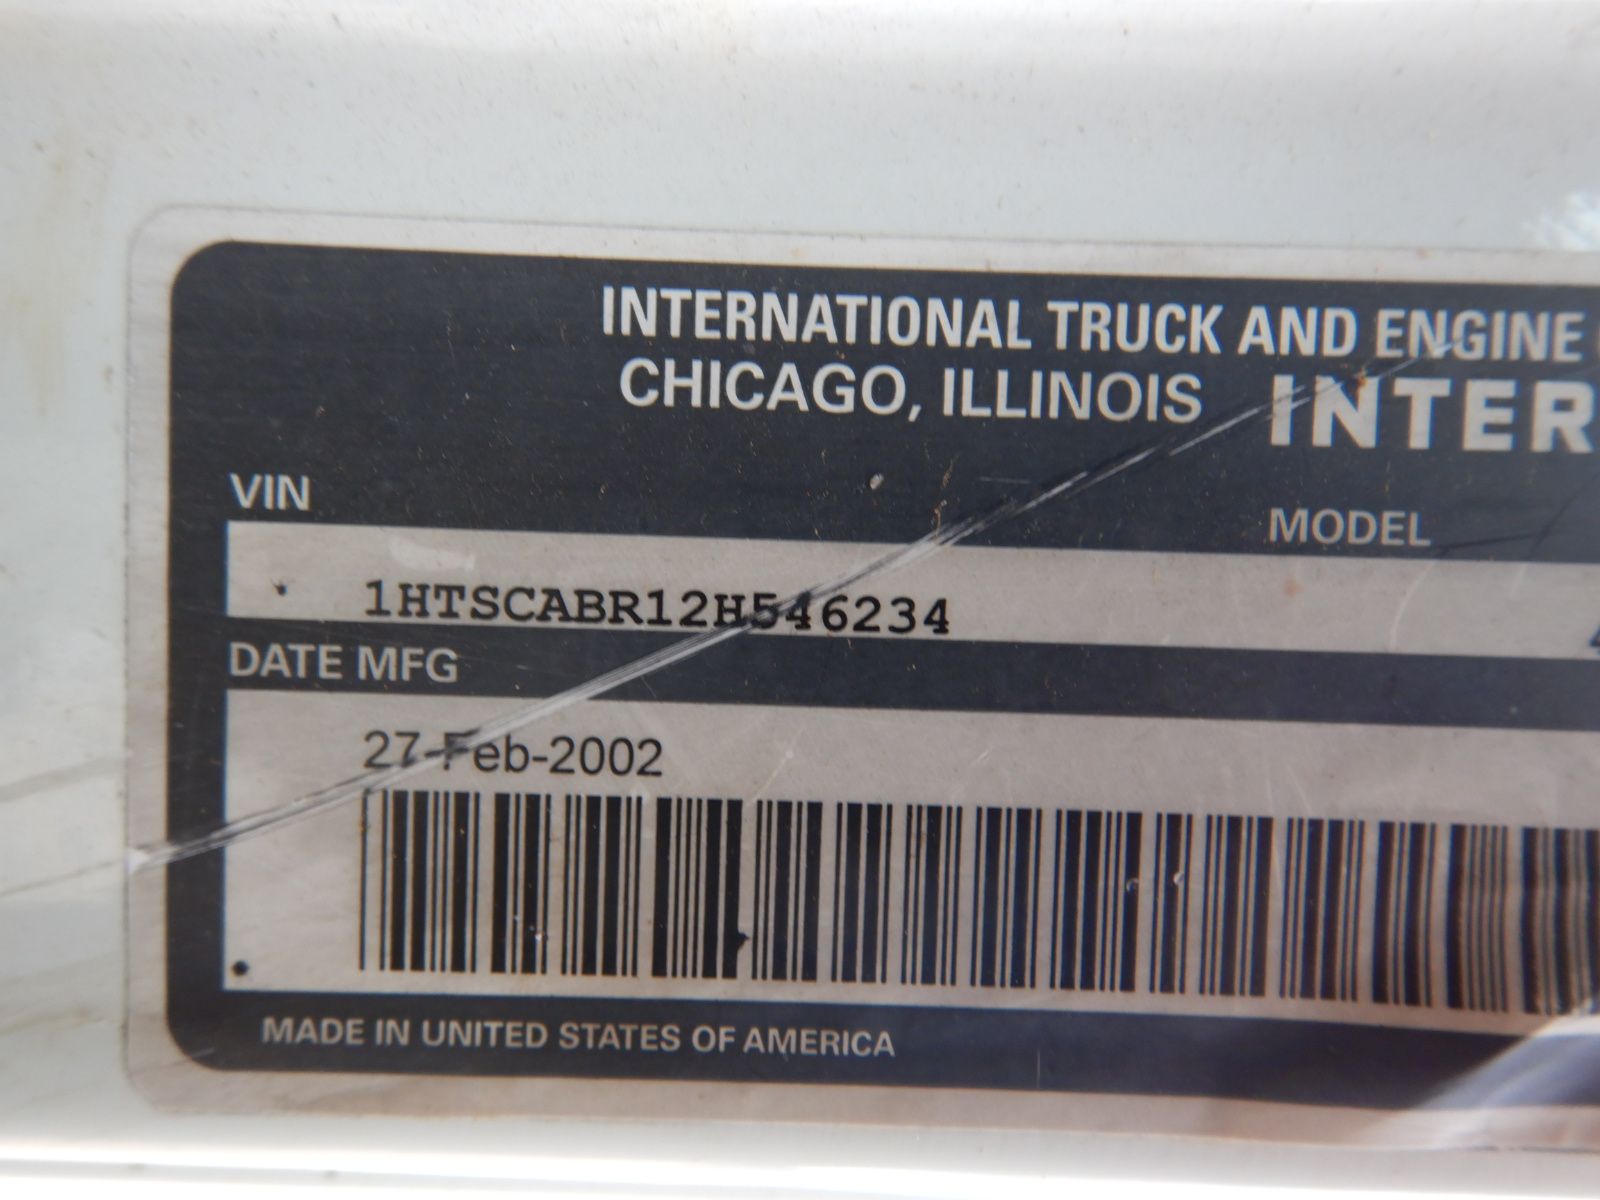 INTERNATIONAL TRUCK AND ENGINE
CHICAGO, ILLINOIS INTER
VIN
MODEL
1HTSCABR12H546234
DATE MFG
27-Feb-2002
MADE IN UNITED STATES OF AMERICA